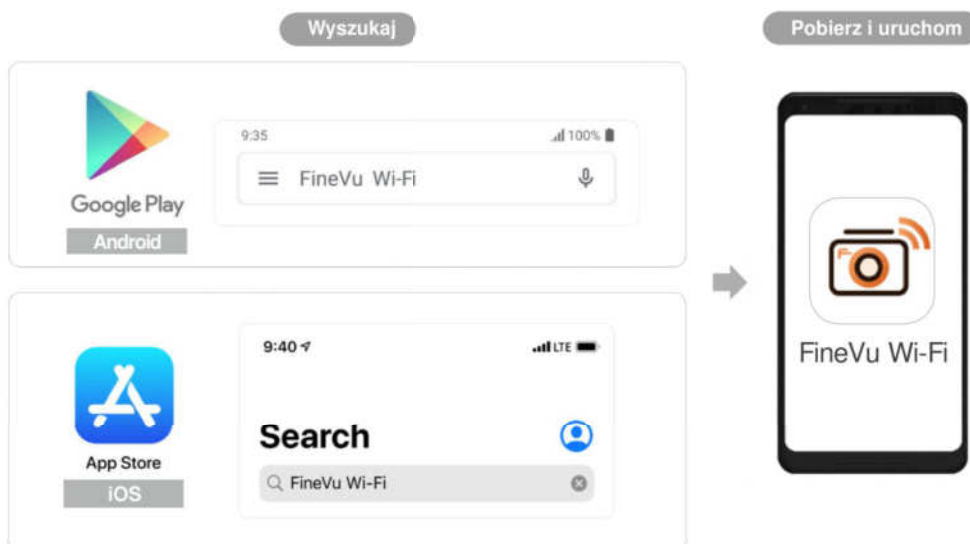 Wyszukaj
Pobierz i uruchom
9:35
100%
FineVu Wi-Fi
Google Play
Android
9:40
LTE
Search
FineVu Wi-Fi
App Store
iOS
FineVu Wi-Fi